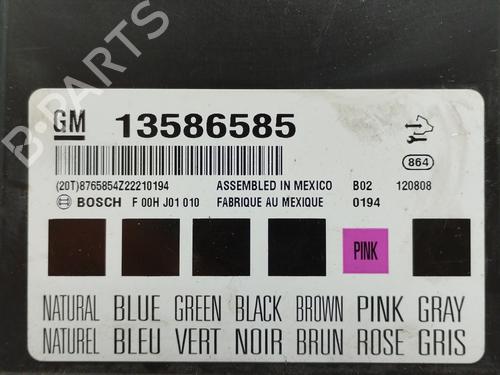 GM 13586585
864
(20T)8765854Z22210194 ASSEMBLED IN MEXICO B02 120808
BOSCH F 00H J01 010 FABRIQUE AU MEXIQUE 0194
PINK
NATURAL BLUE GREEN BLACK BROWN PINK GRAY
NATUREL BLEU VERT NOIR BRUN ROSE GRIS
B-PARTS